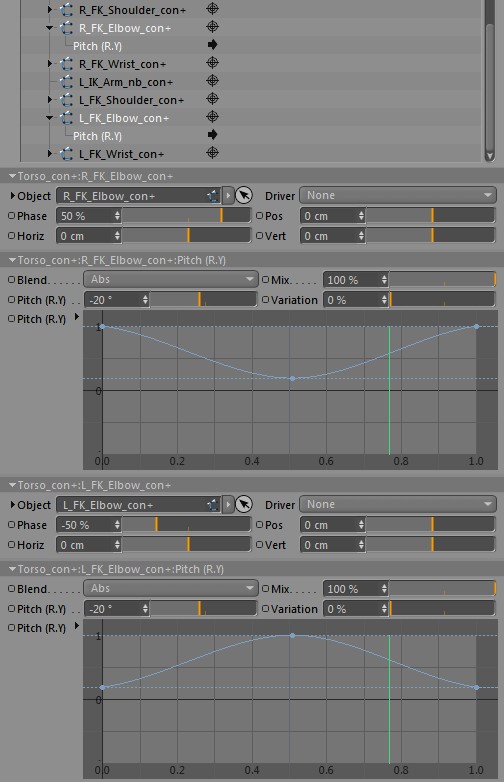 R_FK_Shoulder_con+
R_FK_Elbow_con+
Pitch (R.Y)
R_FK_Wrist_con+
L_IK_Arm_nb_con+
L_FK_Shoulder_con+
L_FK_Elbow_con+
Pitch (R.Y)
L_FK_Wrist_con+
Torso_con+:R_FK_Elbow_con+
Object R_FK_Elbow_con+ Driver None
Phase 50 % Pos 0 cm
Horiz 0 cm Vert 0 cm
Torso_con+:R_FK_Elbow_con+:Pitch (R.Y)
Blend...... Abs Mix...... 100 %
Pitch (R.Y) .. -20 ° Variation 0 %
Pitch (R.Y)
1
0
0.0 0.2 0.4 0.6 0.8 1.0
Torso_con+:L_FK_Elbow_con+
Object L_FK_Elbow_con+ Driver None
Phase -50 % Pos 0 cm
Horiz 0 cm Vert 0 cm
Torso_con+:L_FK_Elbow_con+:Pitch (R.Y)
Blend...... Abs Mix...... 100 %
Pitch (R.Y) .. -20 ° Variation 0 %
Pitch (R.Y)
1
0
0.0 0.2 0.4 0.6 0.8 1.0